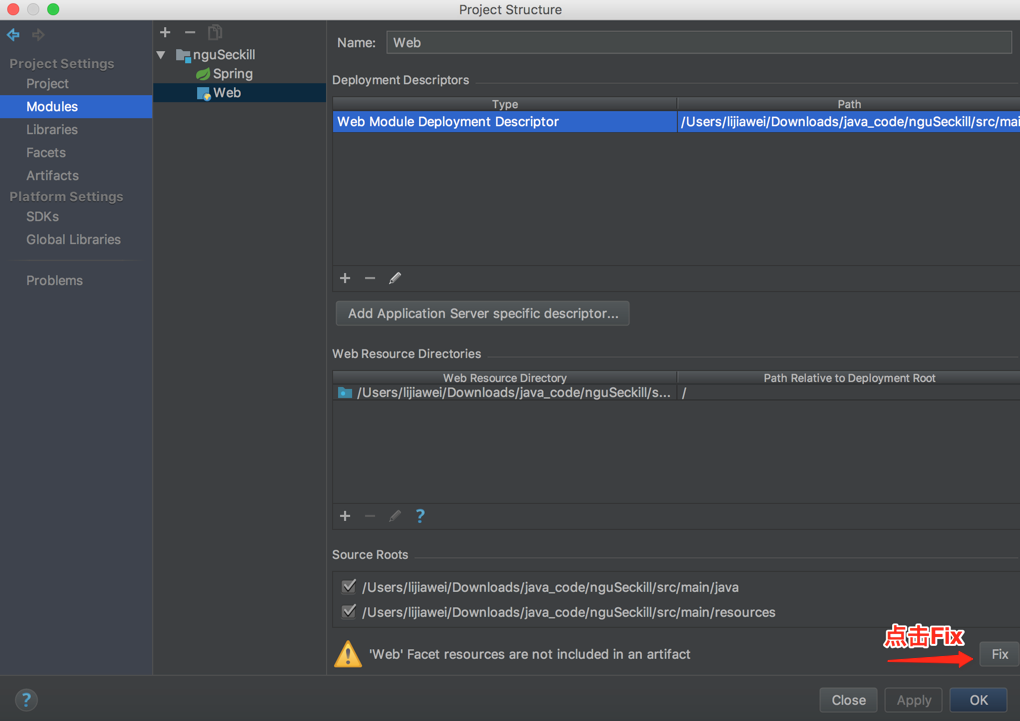 Project Structure
Project Settings
Project
Modules
Libraries
Facets
Artifacts
Platform Settings
SDKs
Global Libraries
Problems
nguSeckill
Spring
Web
Name: Web
Deployment Descriptors
Type Path
Web Module Deployment Descriptor /Users/lijiawei/Downloads/java_code/nguSeckill/src/mai
Add Application Server specific descriptor...
Web Resource Directories
Web Resource Directory Path Relative to Deployment Root
/Users/lijiawei/Downloads/java_code/nguSeckill/s... /
?
Source Roots
/Users/lijiawei/Downloads/java_code/nguSeckill/src/main/java
/Users/lijiawei/Downloads/java_code/nguSeckill/src/main/resources
点击Fix
'Web' Facet resources are not included in an artifact Fix
? Close Apply OK